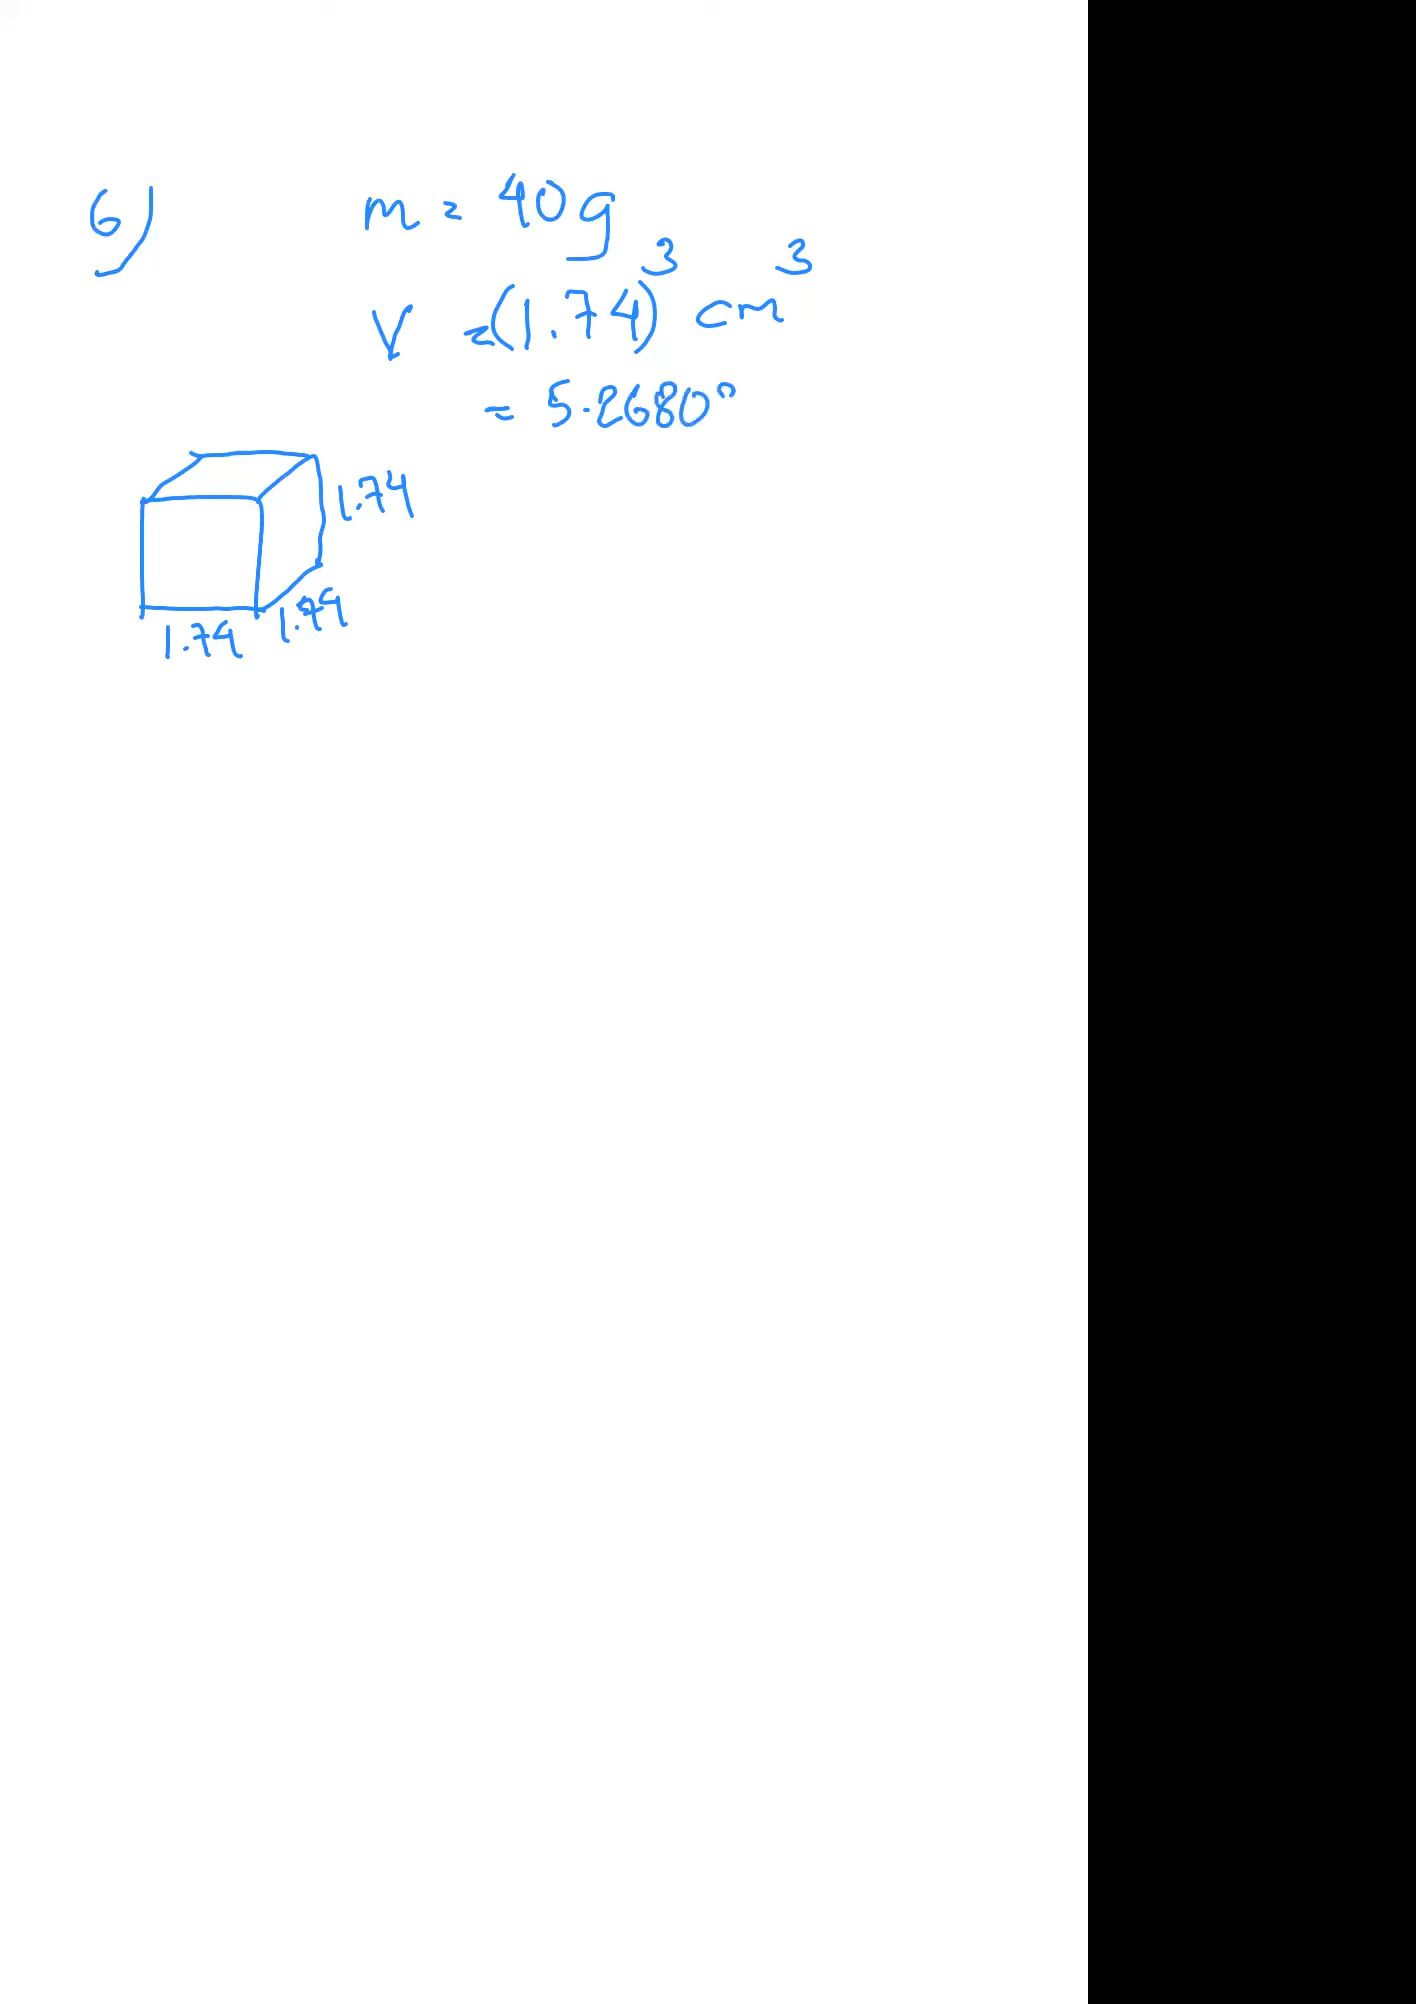 6)
m = 40g
V = (1.74)³ cm³
= 5.2680°
1.74
1.74
1.74